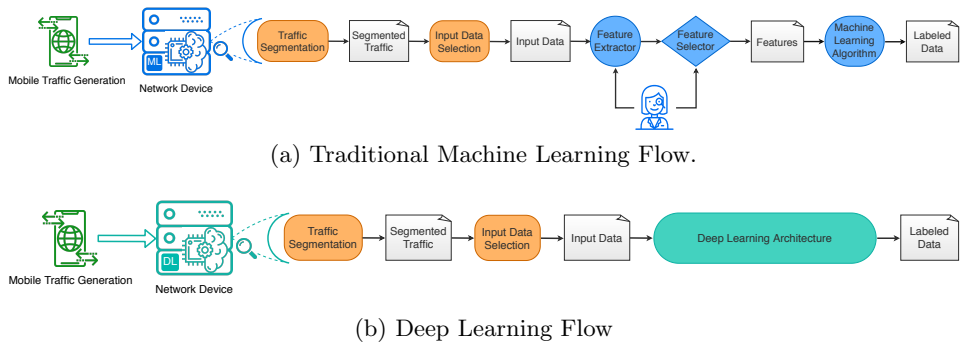 Mobile Traffic Generation
ML
Network Device
Traffic
Segmentation
Segmented
Traffic
Input Data
Selection
Input Data
Feature
Extractor
Feature
Selector
Features
Machine
Learning
Algorithm
Labeled
Data
(a) Traditional Machine Learning Flow.
Mobile Traffic Generation
DL
Network Device
Traffic
Segmentation
Segmented
Traffic
Input Data
Selection
Input Data
Deep Learning Architecture
Labeled
Data
(b) Deep Learning Flow